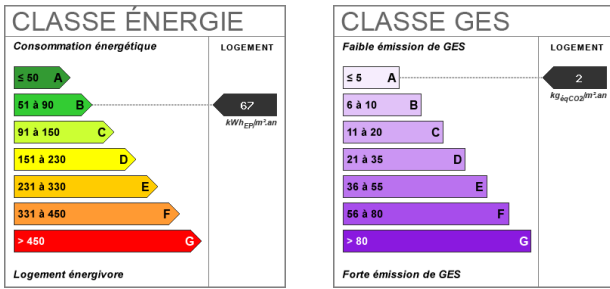 CLASSE ÉNERGIE
Consommation énergétique
LOGEMENT
≤ 50 A
51 à 90 B
67
kWhEP/m².an
91 à 150 C
151 à 230 D
231 à 330 E
331 à 450 F
> 450 G
Logement énergivore
CLASSE GES
Faible émission de GES
LOGEMENT
≤ 5 A
2
kgéqCO2/m².an
6 à 10 B
11 à 20 C
21 à 35 D
36 à 55 E
56 à 80 F
> 80 G
Forte émission de GES